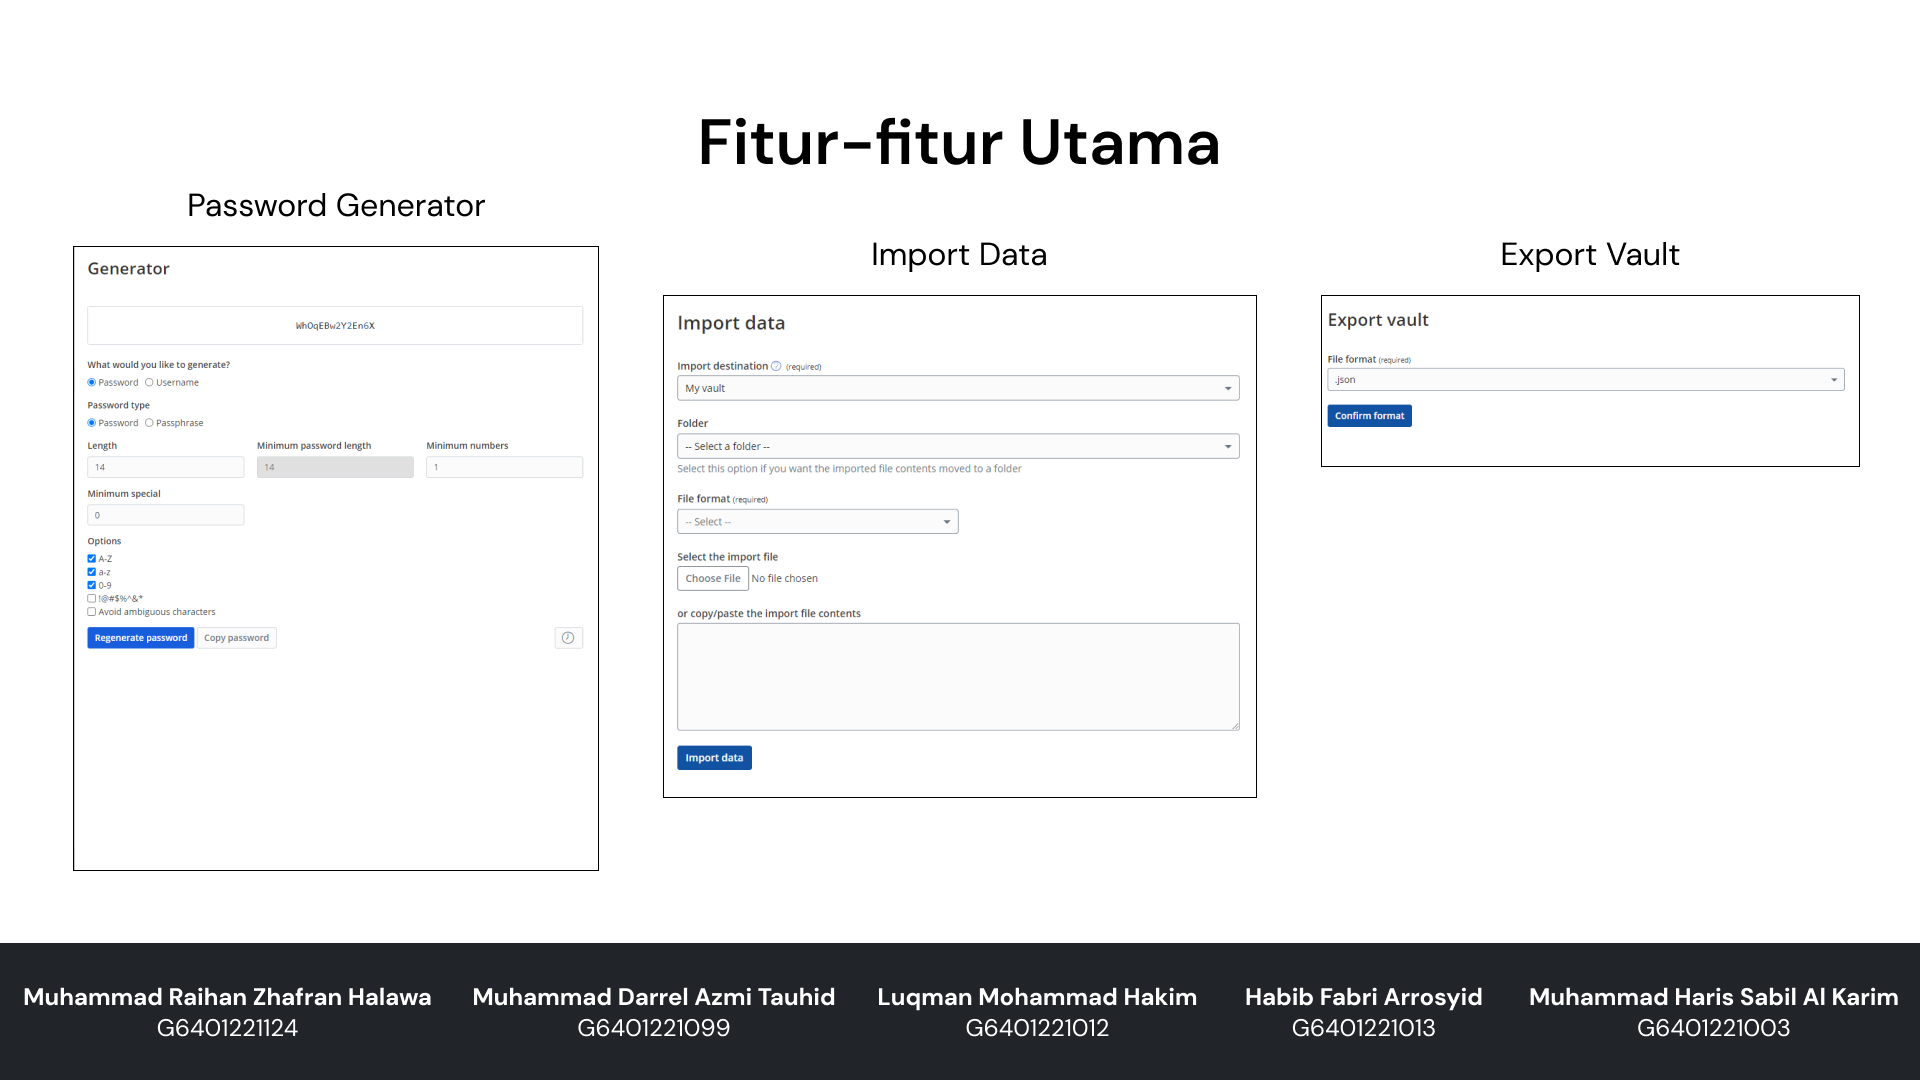 Fitur-fitur Utama
Password Generator
Generator
WhOqEBw2Y2En6X
What would you like to generate?
Password Username
Password type
Password Passphrase
Length Minimum password length Minimum numbers
14 14 1
Minimum special
0
Options
A-Z
a-z
0-9
!@#$%^&*
Avoid ambiguous characters
Regenerate password Copy password
Import Data
Import data
Import destination (required)
My vault
Folder
-- Select a folder --
Select this option if you want the imported file contents moved to a folder
File format (required)
-- Select --
Select the import file
Choose File No file chosen
or copy/paste the import file contents
Import data
Export Vault
Export vault
File format (required)
.json
Confirm format
Muhammad Raihan Zhafran Halawa
G6401221124
Muhammad Darrel Azmi Tauhid
G6401221099
Luqman Mohammad Hakim
G6401221012
Habib Fabri Arrosyid
G6401221013
Muhammad Haris Sabil Al Karim
G6401221003